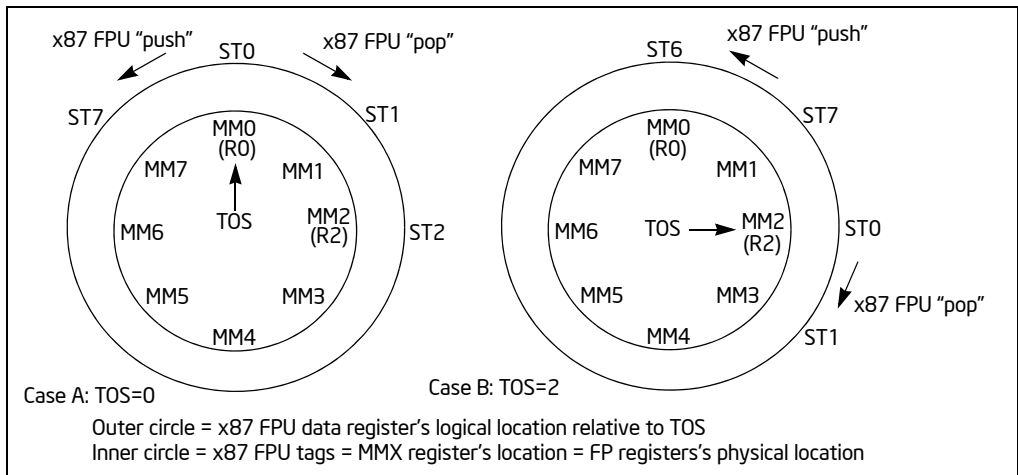 x87 FPU “push”
x87 FPU “pop”
ST0
ST7
ST1
MM0
(R0)
MM7
MM1
TOS
MM2
(R2)
MM6
ST2
MM5
MM3
MM4
Case A: TOS=0
ST6
x87 FPU “push”
ST7
MM0
(R0)
MM7
MM1
TOS
MM2
(R2)
MM6
ST0
MM5
MM3
x87 FPU “pop”
MM4
ST1
Case B: TOS=2
Outer circle = x87 FPU data register’s logical location relative to TOS
Inner circle = x87 FPU tags = MMX register’s location = FP registers’s physical location